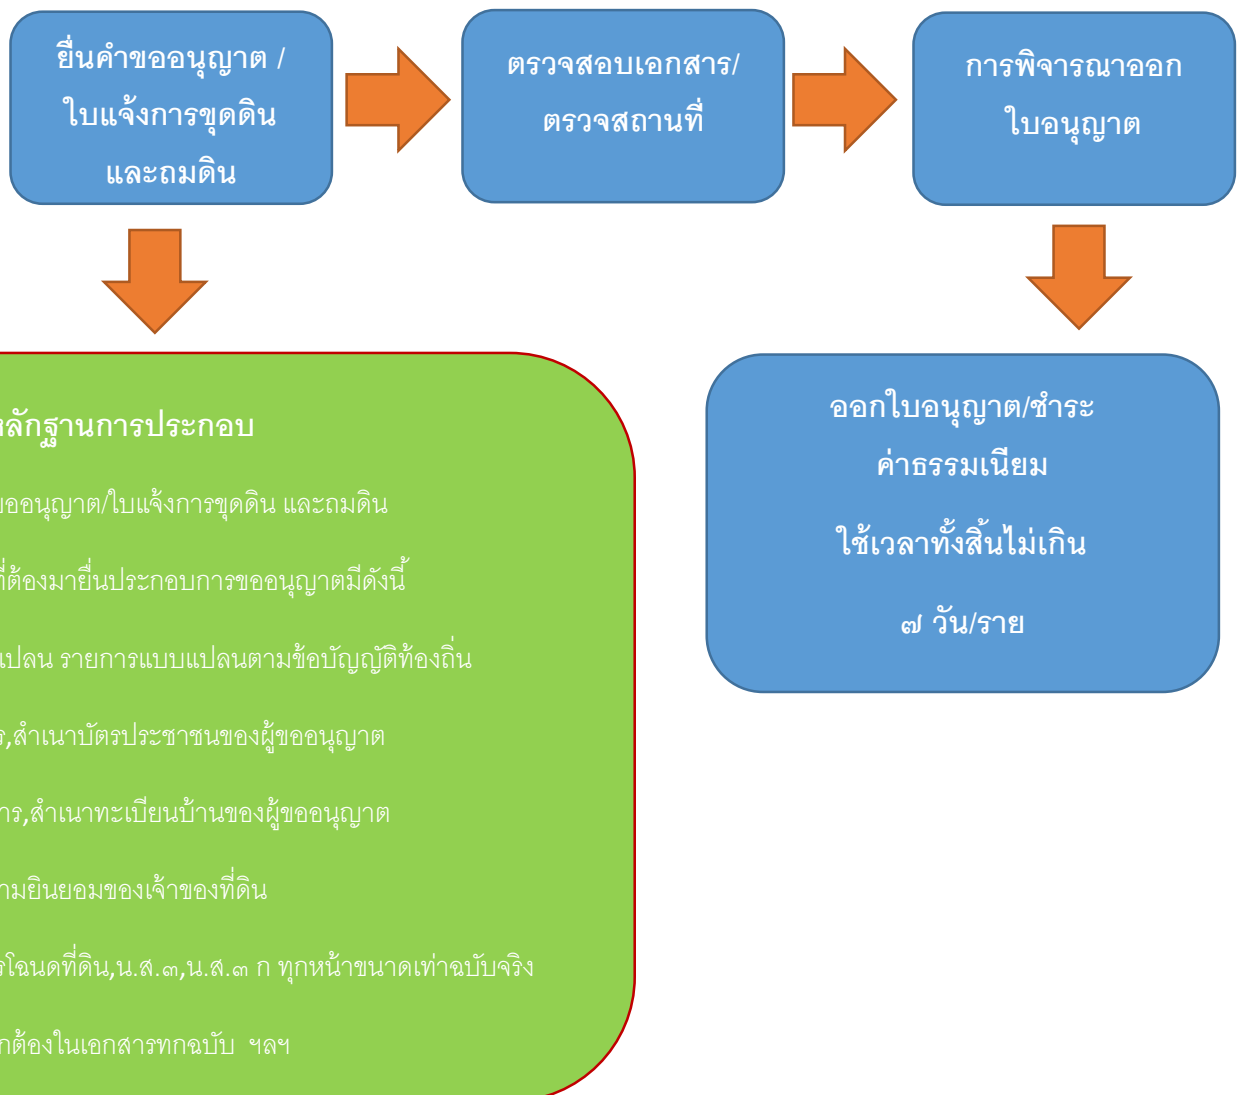 ยื่นคำขออนุญาต /
ใบแจ้งการขุดดิน
และถมดิน
ตรวจสอบเอกสาร/
ตรวจสถานที่
การพิจารณาออก
ใบอนุญาต
ลักฐานการประกอบ
ขออนุญาต/ใบแจ้งการขุดดิน และถมดิน
ที่ต้องมายื่นประกอบการขออนุญาตมีดังนี้
แปลน รายการแบบแปลนตามข้อบัญญัติท้องถิ่น
ร,สำเนาบัตรประชาชนของผู้ขออนุญาต
าร,สำเนาทะเบียนบ้านของผู้ขออนุญาต
ามยินยอมของเจ้าของที่ดิน
รโฉนดที่ดิน,น.ส.๓,น.ส.๓ ก ทุกหน้าขนาดเท่าฉบับจริง
กต้องในเอกสารทกฉบับ ฯลฯ
ออกใบอนุญาต/ชำระ
ค่าธรรมเนียม
ใช้เวลาทั้งสิ้นไม่เกิน
๗ วัน/ราย